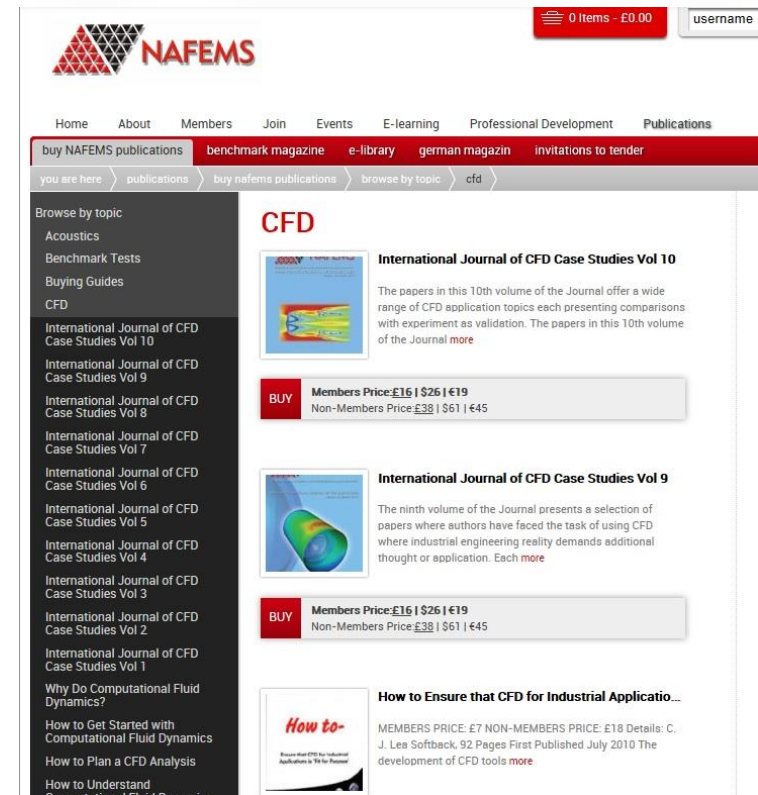 0 Items - £0.00
username
NAFEMS
Home About Members Join Events E-learning Professional Development Publications
buy NAFEMS publications benchmark magazine e-library german magazin invitations to tender
you are here publications buy nafems publications browse by topic cfd
Browse by topic
Acoustics
Benchmark Tests
Buying Guides
CFD
International Journal of CFD
Case Studies Vol 10
International Journal of CFD
Case Studies Vol 9
International Journal of CFD
Case Studies Vol 8
International Journal of CFD
Case Studies Vol 7
International Journal of CFD
Case Studies Vol 6
International Journal of CFD
Case Studies Vol 5
International Journal of CFD
Case Studies Vol 4
International Journal of CFD
Case Studies Vol 3
International Journal of CFD
Case Studies Vol 2
International Journal of CFD
Case Studies Vol 1
Why Do Computational Fluid
Dynamics?
How to Get Started with
Computational Fluid Dynamics
How to Plan a CFD Analysis
How to Understand
CFD
International Journal of CFD Case Studies Vol 10
The papers in this 10th volume of the Journal offer a wide
range of CFD application topics each presenting comparisons
with experiment as validation. The papers in this 10th volume
of the Journal more
BUY
Members Price:£16 | $26 | €19
Non-Members Price:£38 | $61 | €45
International Journal of CFD Case Studies Vol 9
The ninth volume of the Journal presents a selection of
papers where authors have faced the task of using CFD
where industrial engineering reality demands additional
thought or application. Each more
BUY
Members Price:£16 | $26 | €19
Non-Members Price:£38 | $61 | €45
How to-
Ensure that CFD for Industrial
Applications is 'Fit for Purpose'
How to Ensure that CFD for Industrial Applicatio...
MEMBERS PRICE: £7 NON-MEMBERS PRICE: £18 Details: C.
J. Lea Softback, 92 Pages First Published July 2010 The
development of CFD tools more